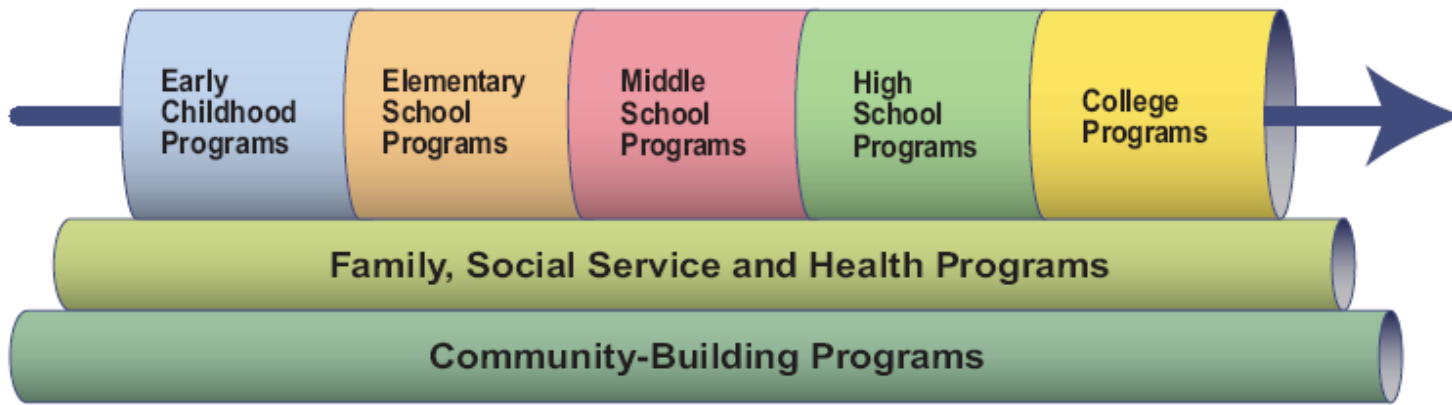 Early
Childhood
Programs
Elementary
School
Programs
Middle
School
Programs
High
School
Programs
College
Programs
Family, Social Service and Health Programs
Community-Building Programs